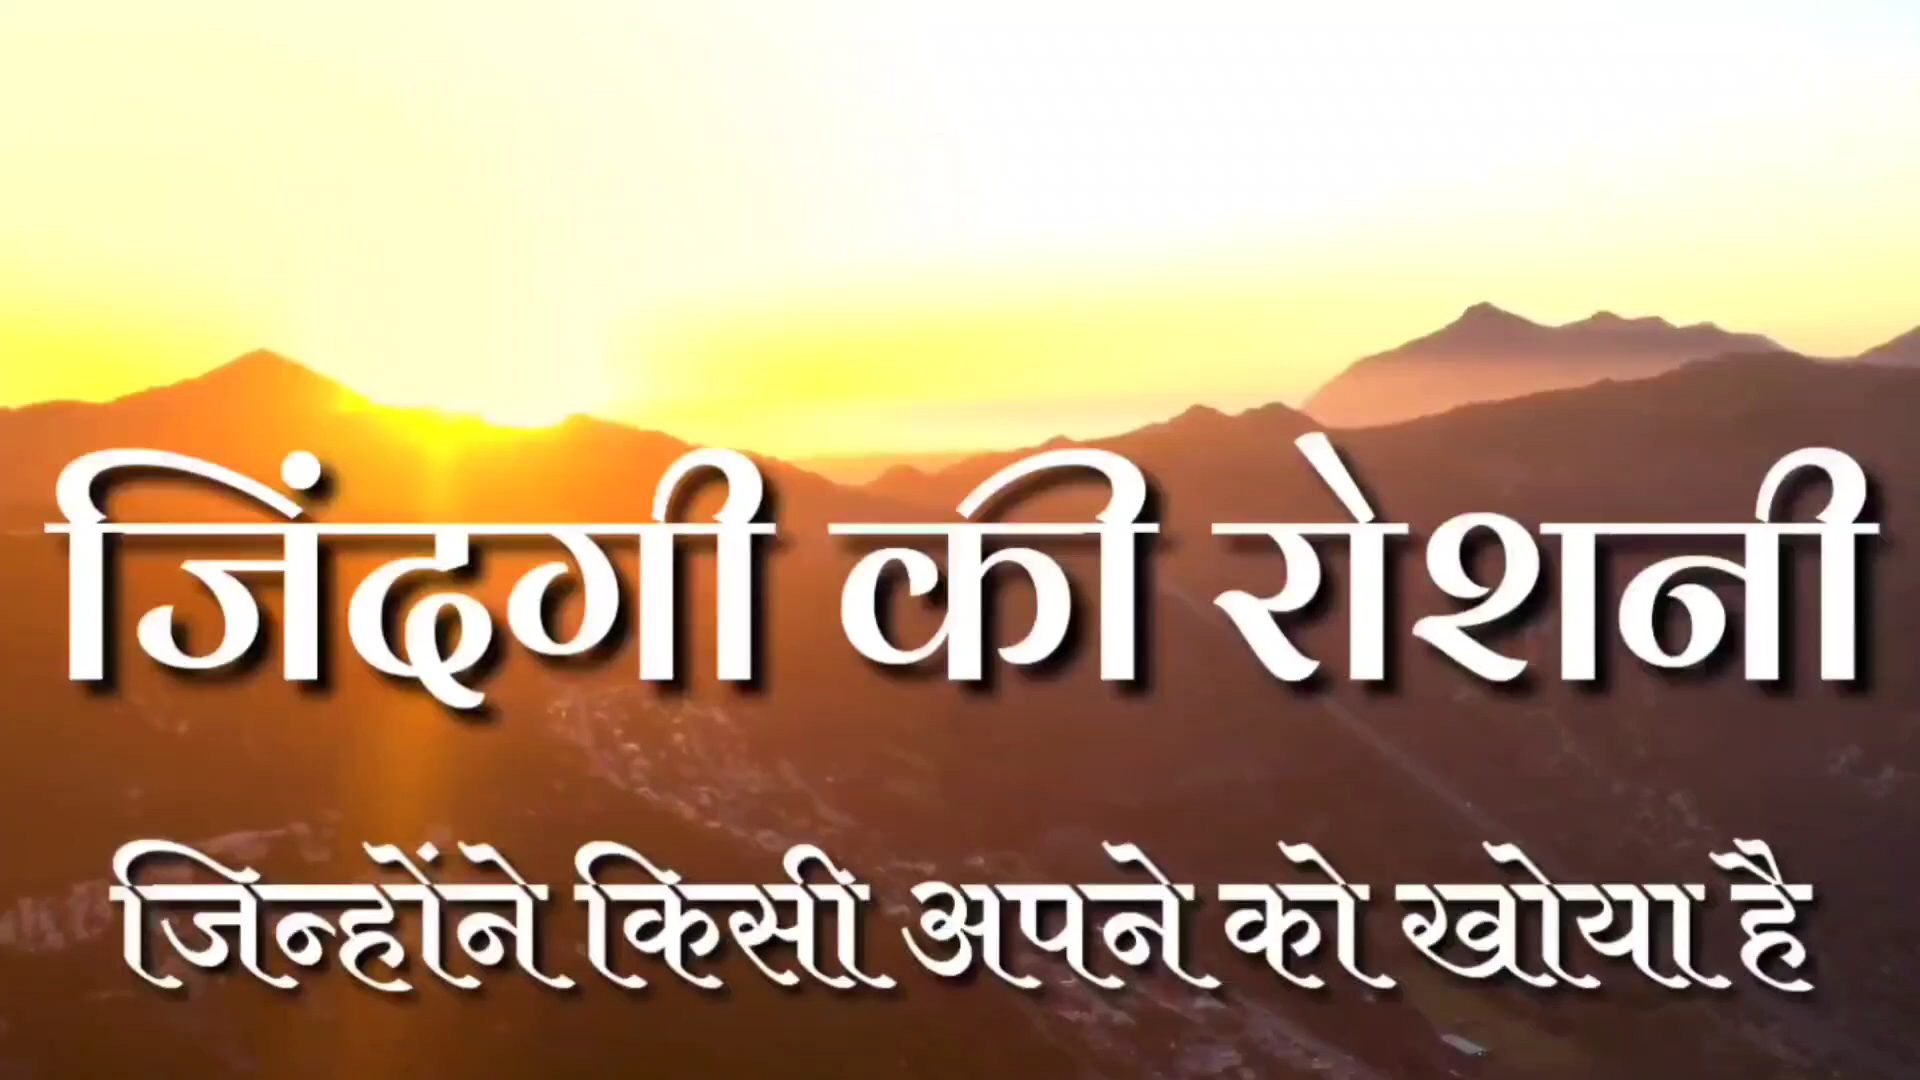 जिंदगी की रोशनी
जिन्होंने किसी अपने को खोया है